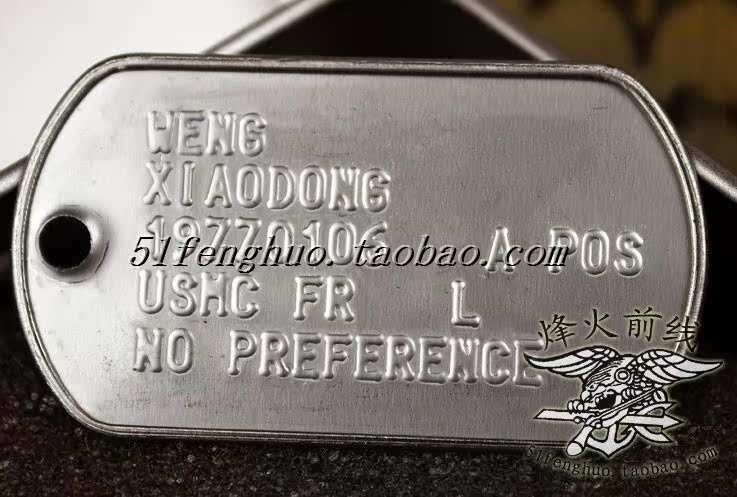 WENG
XIAODONG
19770106 A POS
51fenghuo.taobao.com
USMC FR L
NO PREFERENCE
烽火前线
51fenghuo.taobao.com